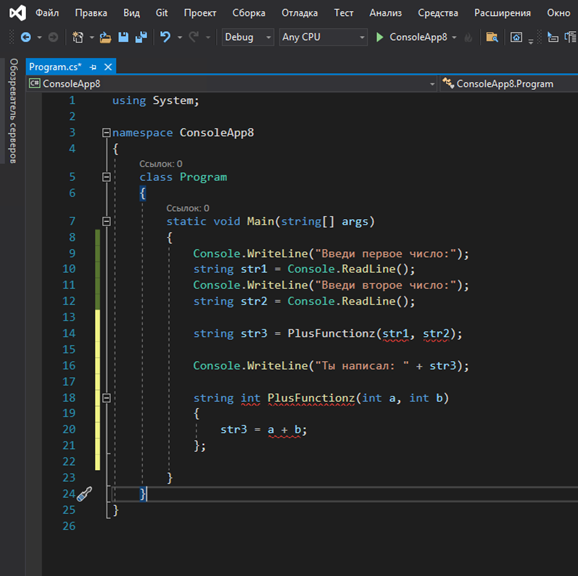 Файл Правка Вид Git Проект Сборка Отладка Тест Анализ Средства Расширения Окно
Debug Any CPU ConsoleApp8
Обозреватель серверов
Program.cs*
ConsoleApp8 ConsoleApp8.Program
1 using System;
2
3 namespace ConsoleApp8
4 {
Ссылок: 0
5 class Program
6 {
Ссылок: 0
7 static void Main(string[] args)
8 {
9 Console.WriteLine("Введи первое число:");
10 string str1 = Console.ReadLine();
11 Console.WriteLine("Введи второе число:");
12 string str2 = Console.ReadLine();
13
14 string str3 = PlusFunctionz(str1, str2);
15
16 Console.WriteLine("Ты написал: " + str3);
17
18 string int PlusFunctionz(int a, int b)
19 {
20 str3 = a + b;
21 };
22
23 }
24 }
25 }
26